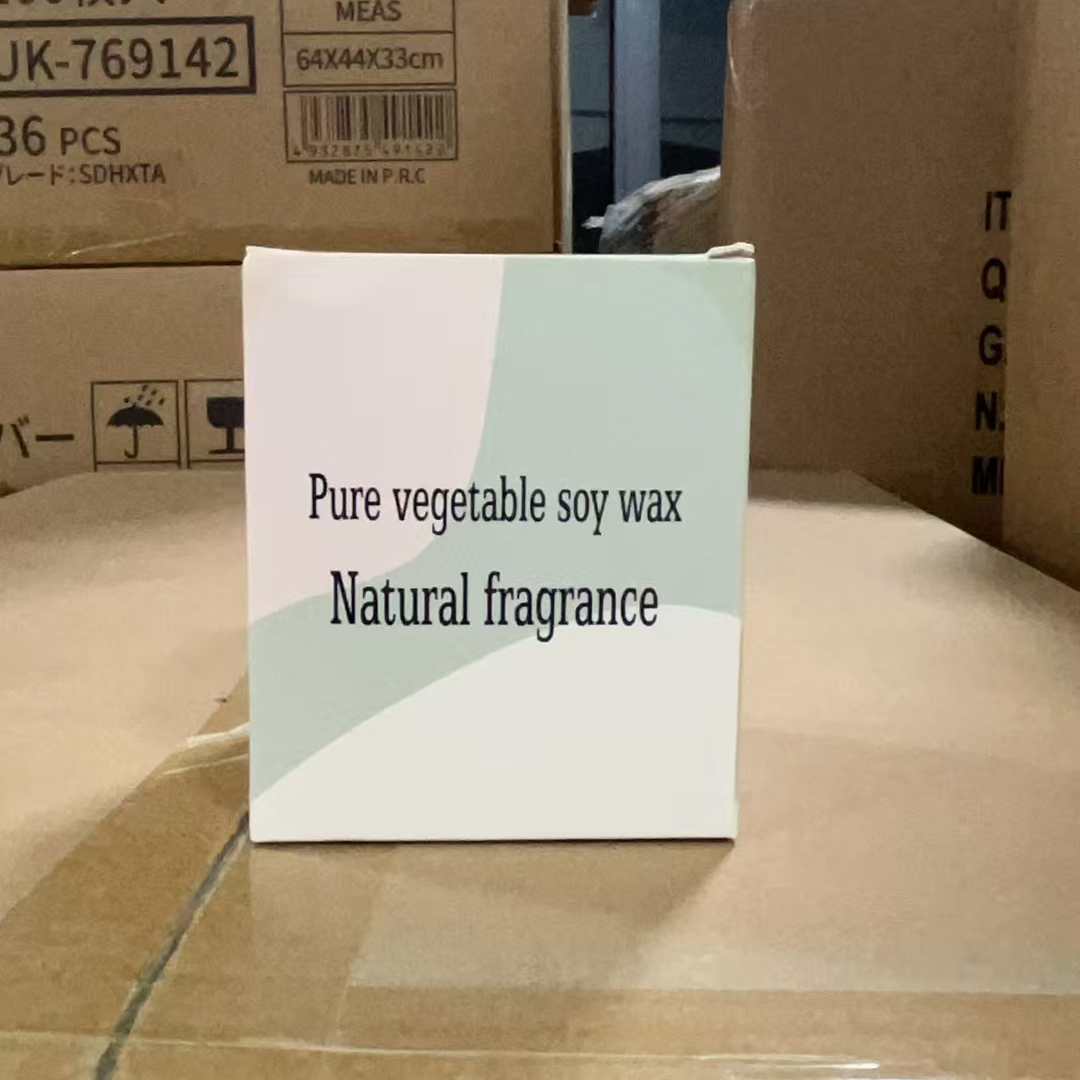 MEAS
UK-769142
64X44X33cm
36 PCS
レード:SDHXTA
MADE IN P.R.C
バー
IT
Q
G.
N.
M
Pure vegetable soy wax
Natural fragrance